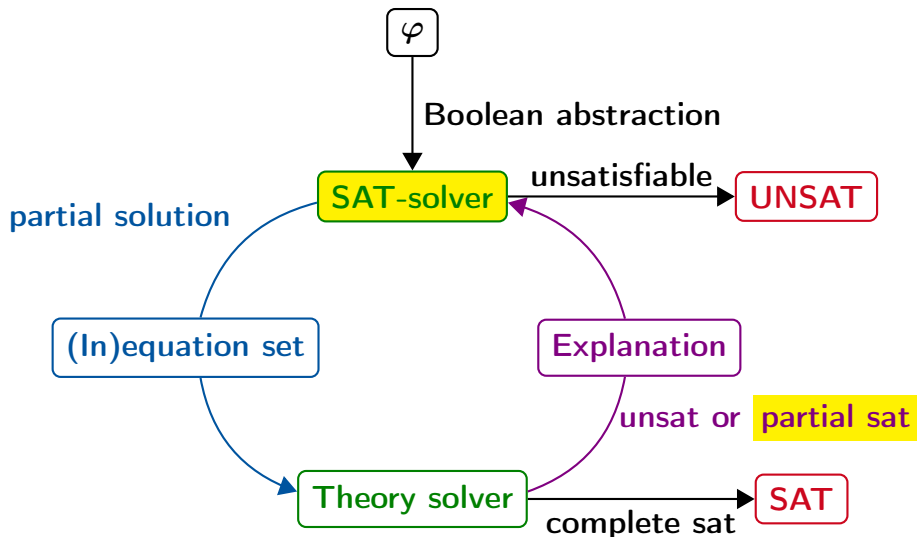 φ
Boolean abstraction
SAT-solver
unsatisfiable
UNSAT
partial solution
(In)equation set
Explanation
unsat or partial sat
Theory solver
complete sat
SAT